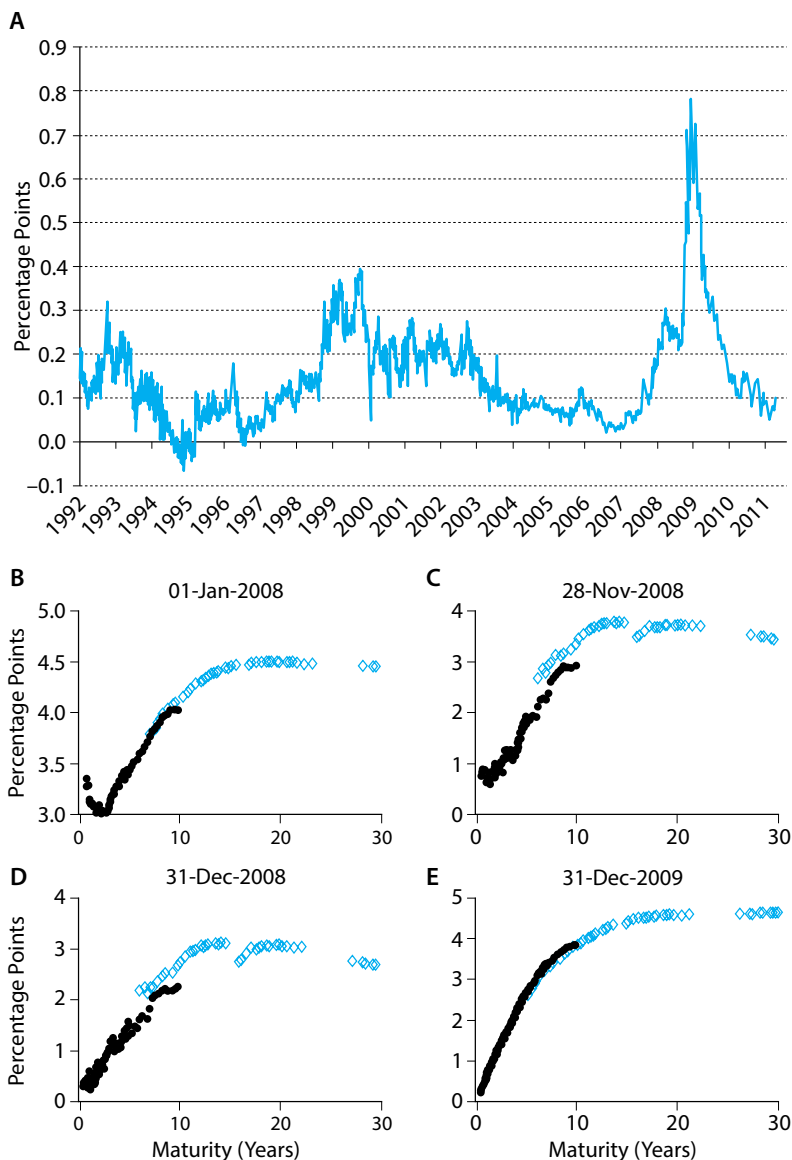 A
Percentage Points
0.9
0.8
0.7
0.6
0.5
0.4
0.3
0.2
0.1
0.0
–0.1
1992 1993 1994 1995 1996 1997 1998 1999 2000 2001 2002 2003 2004 2005 2006 2007 2008 2009 2010 2011
B
01-Jan-2008
Percentage Points
5.0
4.5
4.0
3.5
3.0
0 10 20 30
C
28-Nov-2008
4
3
2
1
0
0 10 20 30
D
31-Dec-2008
Percentage Points
4
3
2
1
0
0 10 20 30
Maturity (Years)
E
31-Dec-2009
5
4
3
2
1
0
0 10 20 30
Maturity (Years)